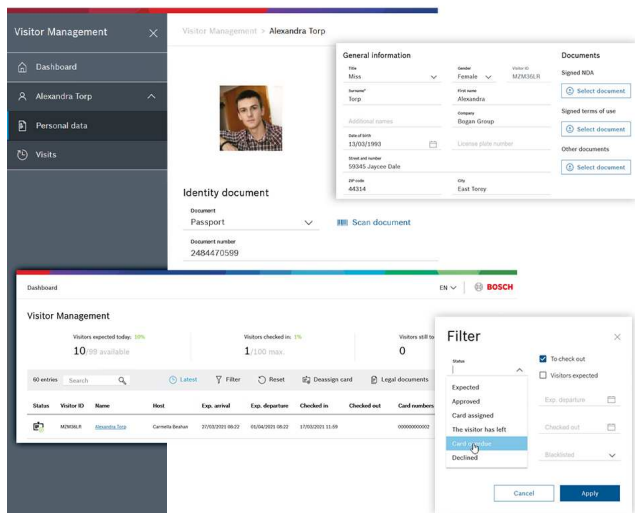 Visitor Management
Visitor Management > Alexandra Torp
Dashboard
Alexandra Torp
Personal data
Visits
General information
Title
Miss
Gender
Female
Visitor ID
MZM36LR
Surname*
Torp
First name
Alexandra
Additional names
Company
Gogan Group
Date of birth
13/03/1993
License plate number
Street and number
59345 Jaycee Dale
ZIP code
44314
City
East Torey
Documents
Signed NDA
Select document
Signed terms of use
Select document
Other documents
Select document
Identity document
Document
Passport
Scan document
Document number
2484470599
Dashboard
EN
BOSCH
Visitor Management
Visitors expected today: 10%
10/99 available
Visitors checked in: 1%
1/100 max.
Visitors still to
0
60 entries
Search
Latest
Filter
Reset
Deassign card
Legal documents
Status Visitor ID Name Host Exp. arrival Exp. departure Checked in Checked out Card numbers
MZM36LR Alexandra Torp Carmella Beahan 27/03/2021 08:22 01/04/2021 08:22 17/03/2021 11:59 000000000002
Filter
Status
To check out
Visitors expected
Expected
Approved
Card assigned
The visitor has left
Card overdue
Declined
Exp. departure
Checked out
Blacklisted
Cancel
Apply